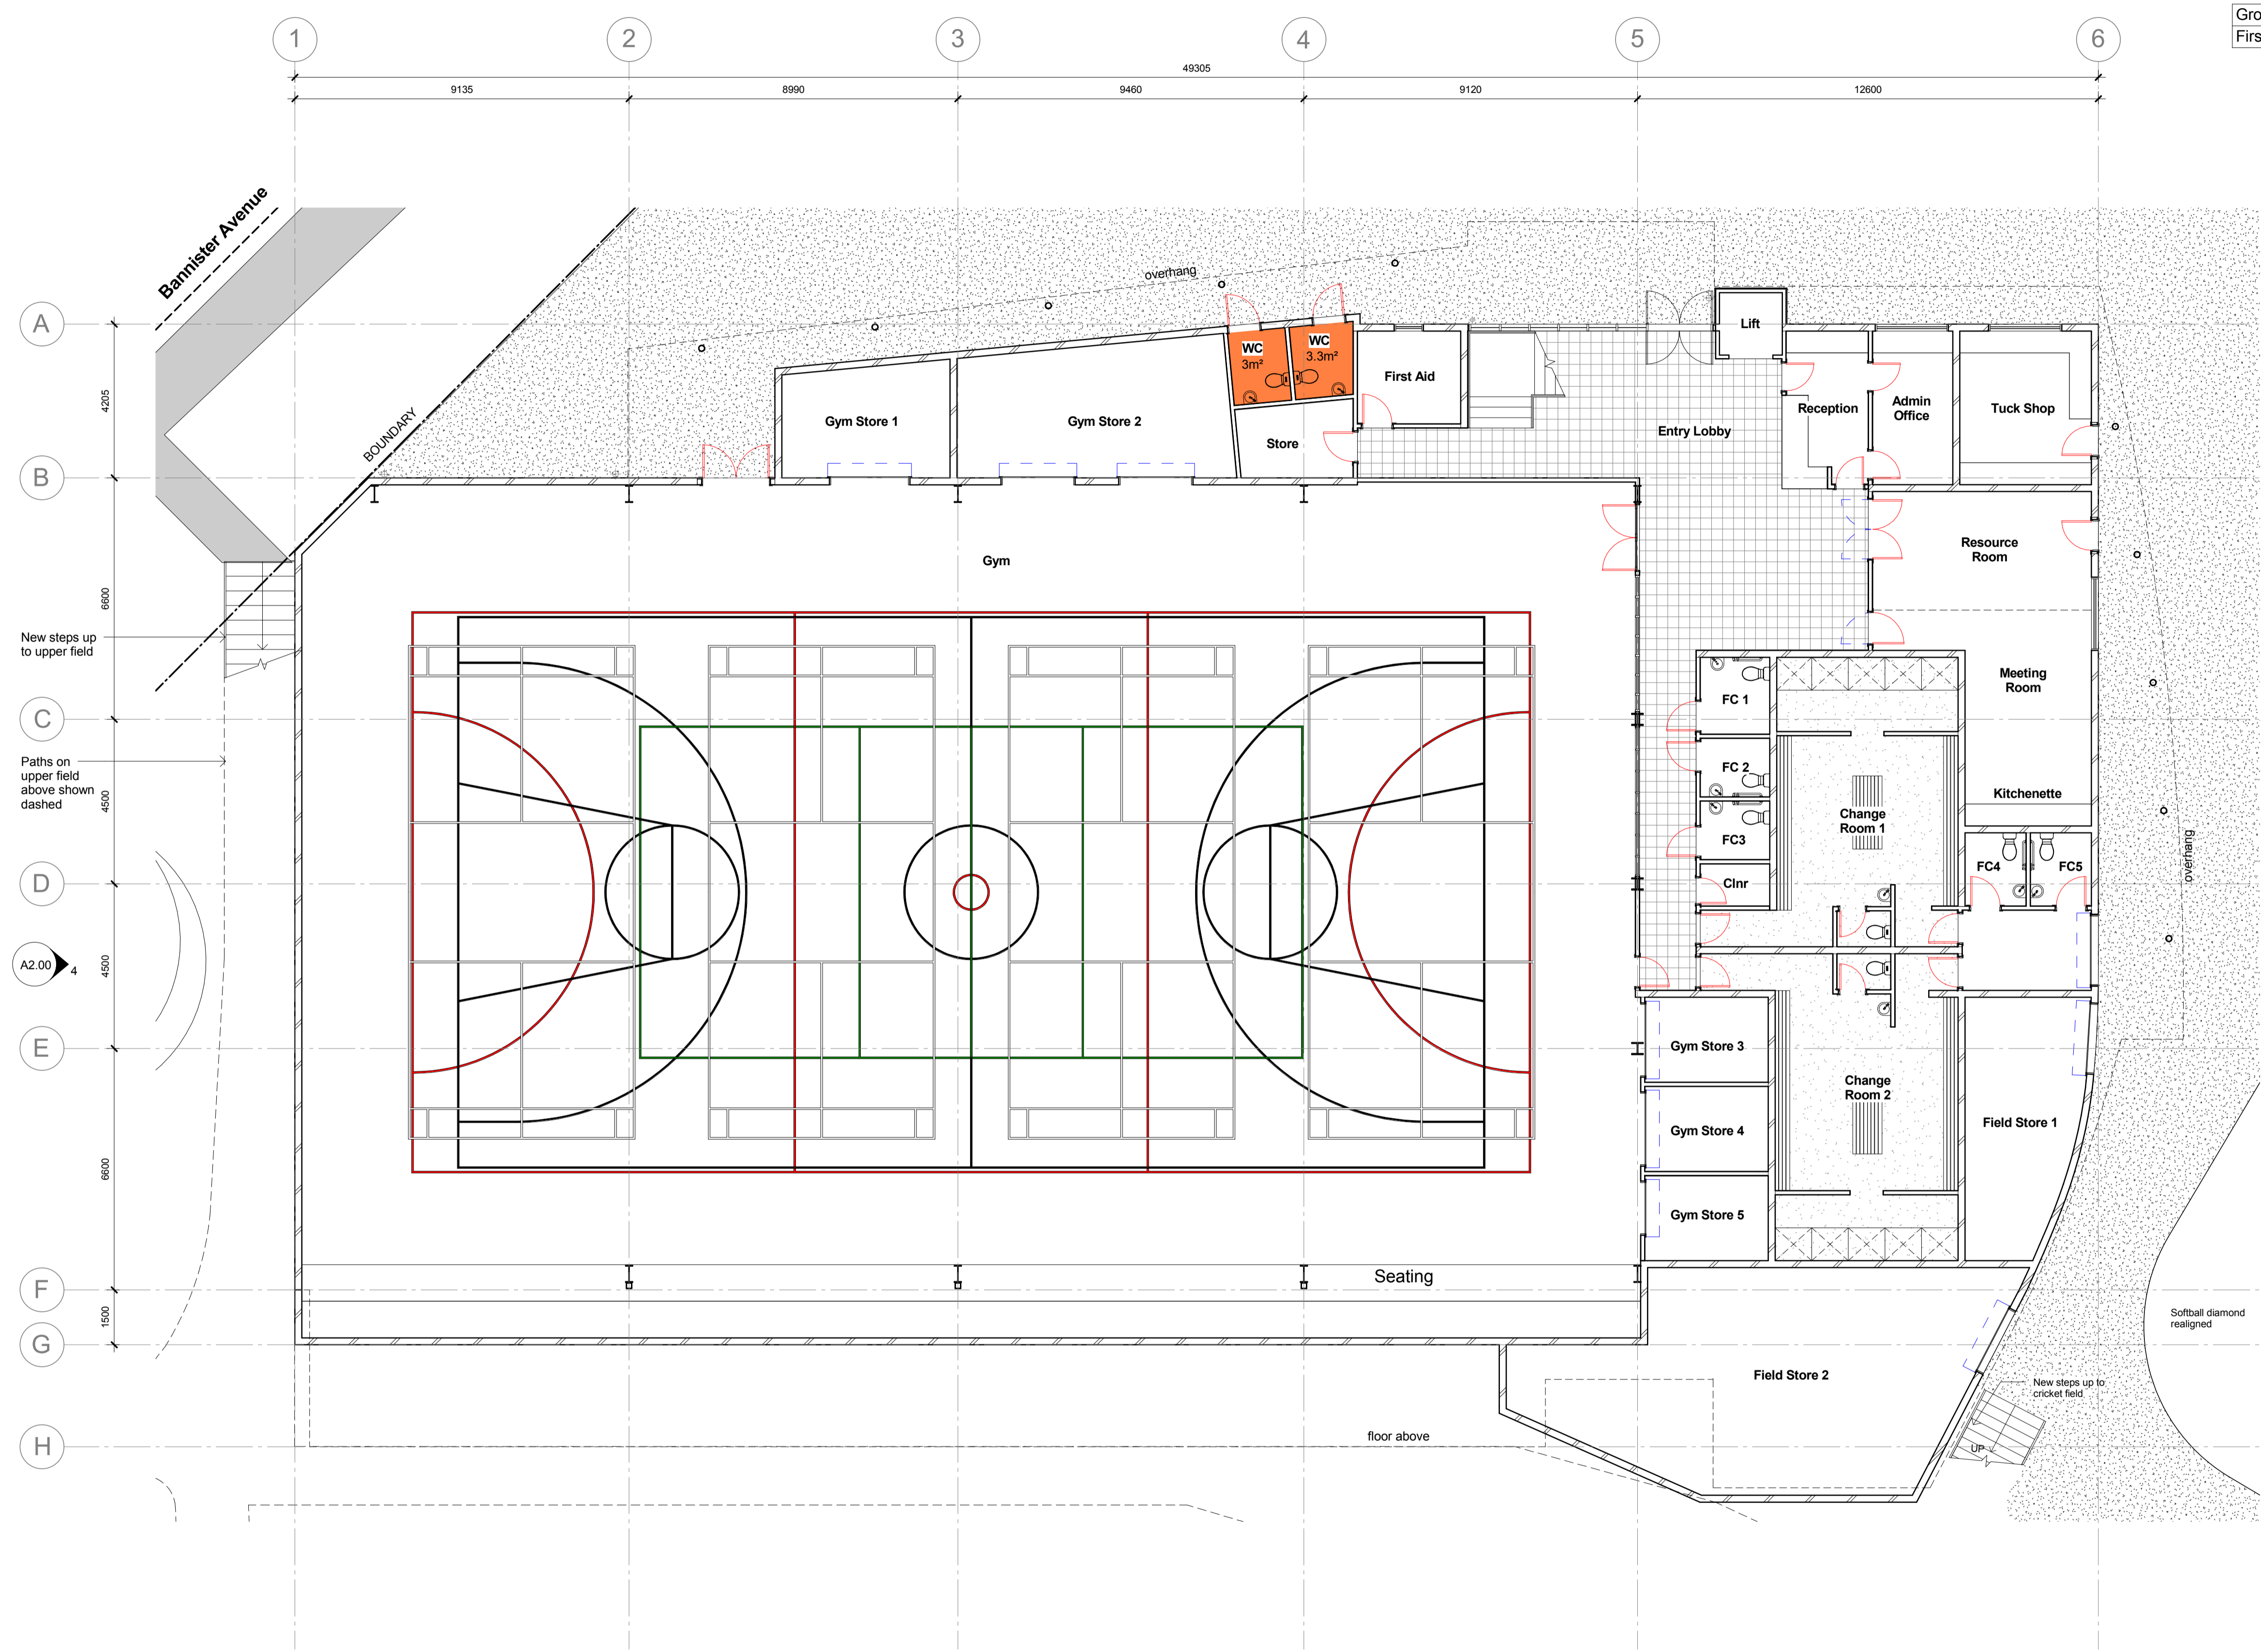 Gro
Firs
1
2
3
4
5
6
49305
9135
8990
9460
9120
12600
Bannister Avenue
BOUNDARY
overhang
A
B
C
D
E
F
G
H
4205
6600
4500
4500
6600
1500
WC
3m²
WC
3.3m²
First Aid
Lift
Gym Store 1
Gym Store 2
Store
Entry Lobby
Reception
Admin
Office
Tuck Shop
Gym
Resource
Room
New steps up
to upper field
Meeting
Room
FC 1
FC 2
Paths on
upper field
above shown
dashed
Kitchenette
Change
Room 1
FC3
FC4
FC5
overhang
Clnr
A2.00
4
Gym Store 3
Change
Room 2
Field Store 1
Gym Store 4
Gym Store 5
Seating
Softball diamond
realigned
Field Store 2
New steps up to
cricket field
floor above
UP